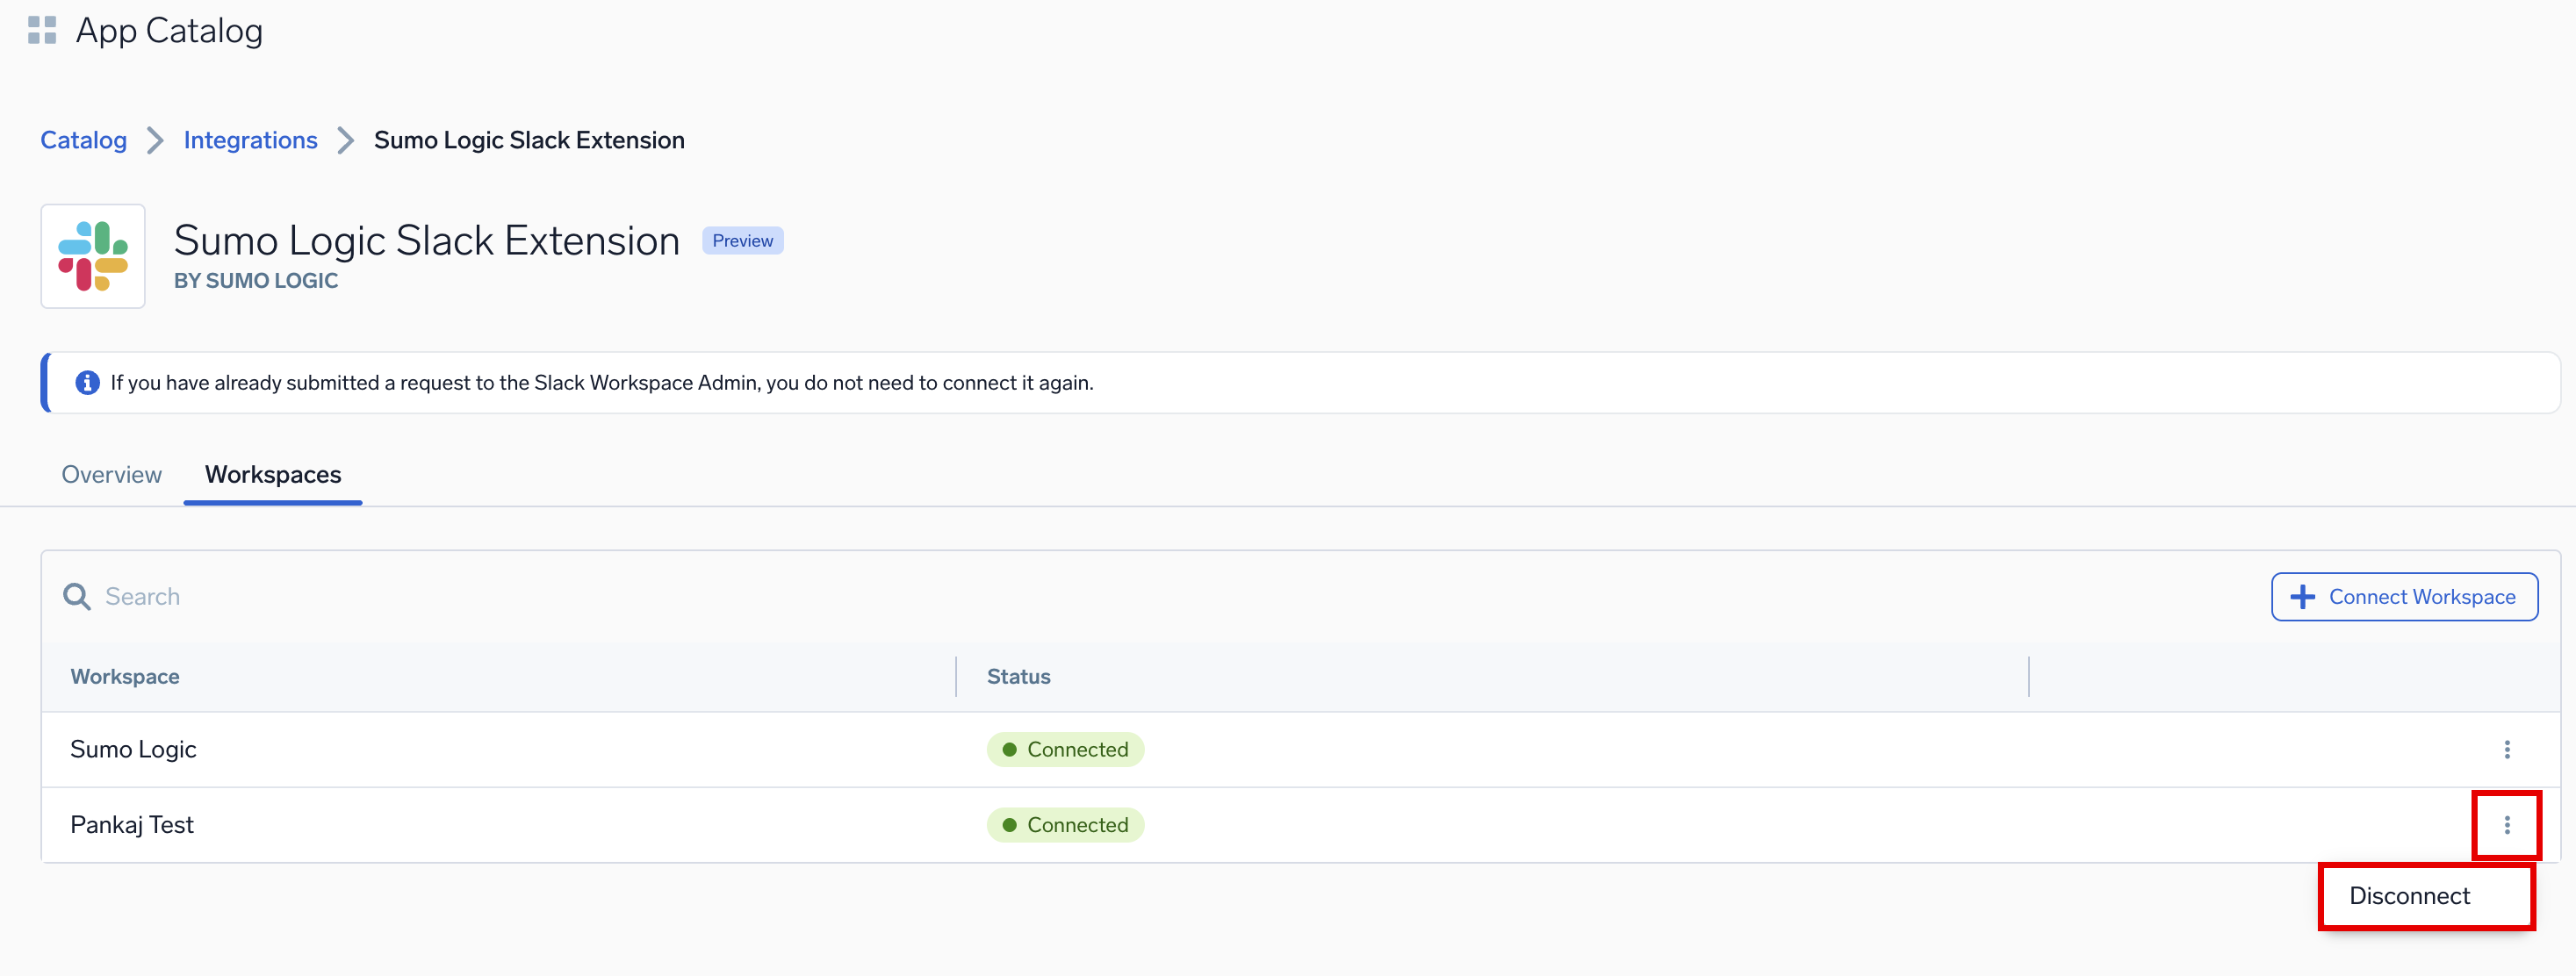 App Catalog
Catalog Integrations Sumo Logic Slack Extension
Sumo Logic Slack Extension Preview
BY SUMO LOGIC
If you have already submitted a request to the Slack Workspace Admin, you do not need to connect it again.
Overview Workspaces
Search Connect Workspace
Workspace Status
Sumo Logic Connected
Pankaj Test Connected
Disconnect